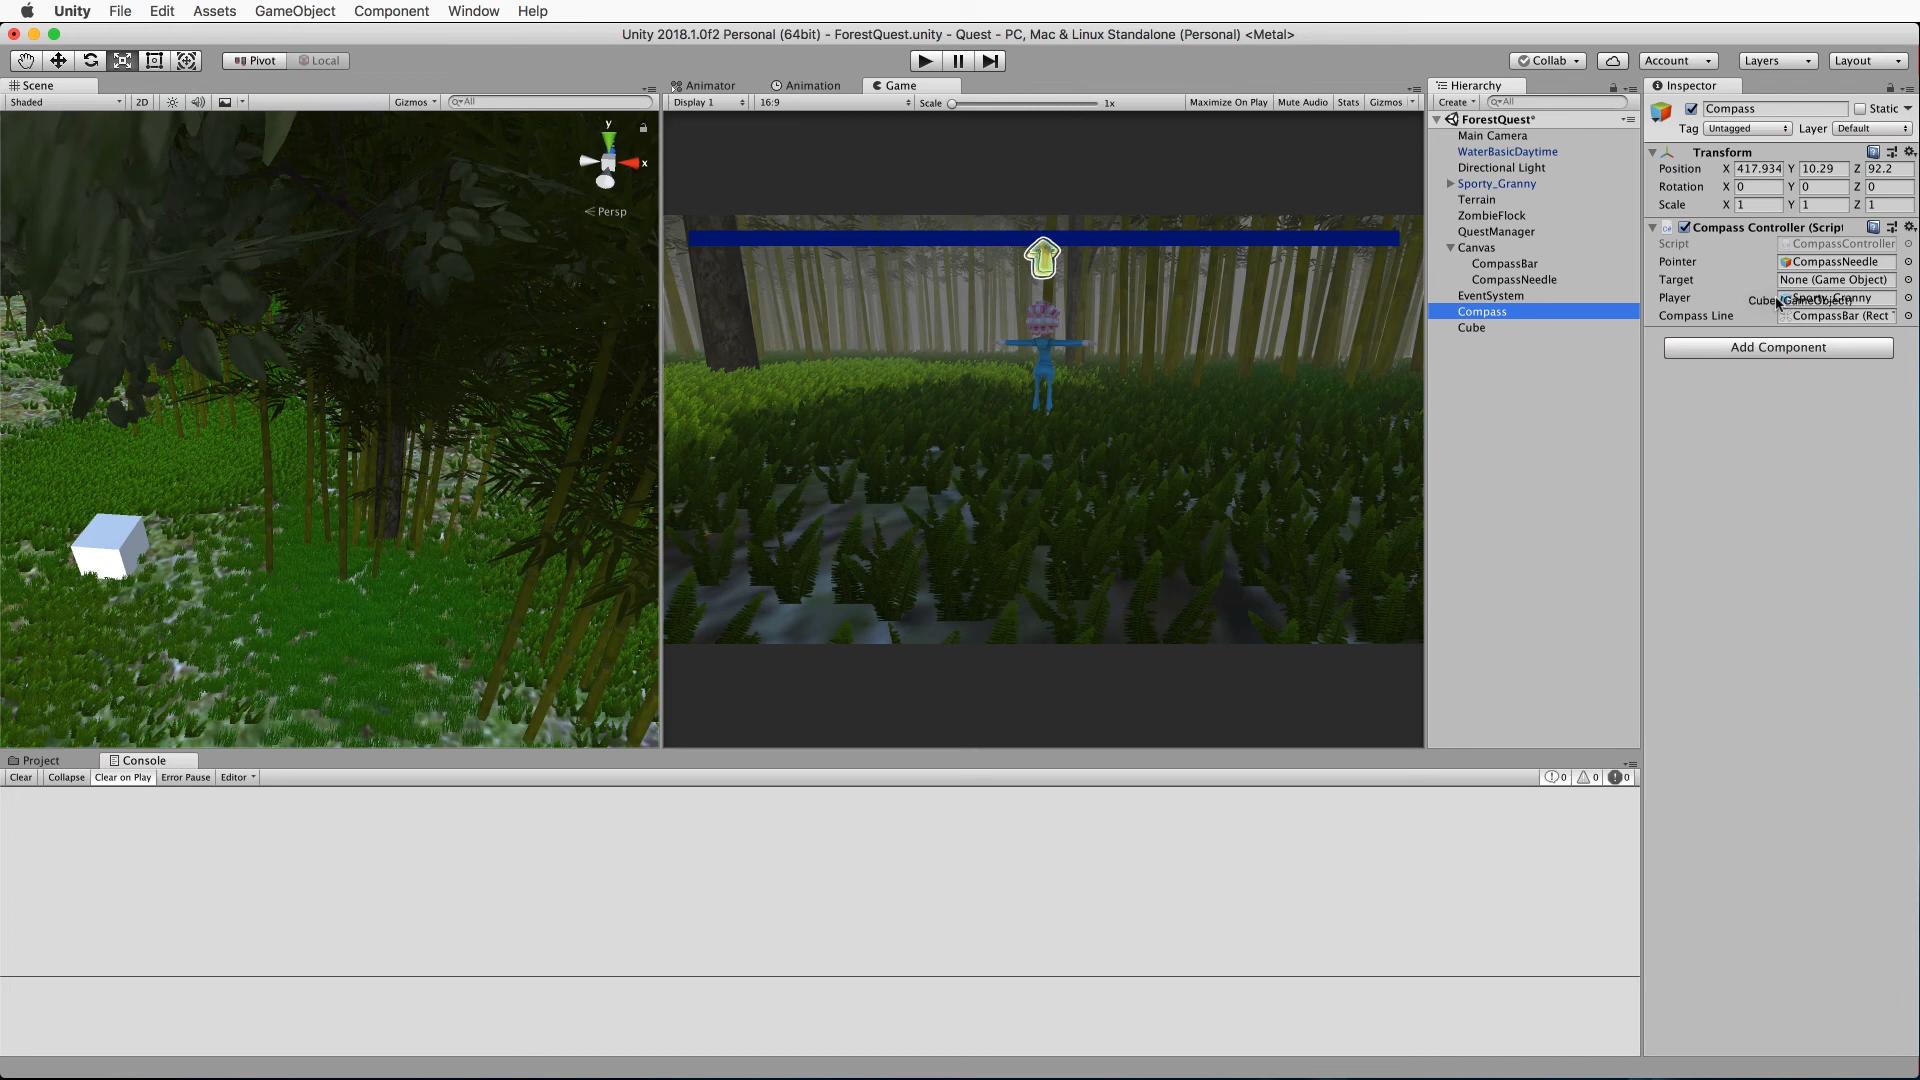 Unity File Edit Assets GameObject Component Window Help
Unity 2018.1.0f2 Personal (64bit) - ForestQuest.unity - Quest - PC, Mac & Linux Standalone (Personal) <Metal>
Pivot Local Collab Account Layers Layout
Scene
Shaded 2D Gizmos All
y
x
Persp
Animator Animation Game
Display 1 16:9 Scale 1x Maximize On Play Mute Audio Stats Gizmos
Hierarchy
Create All
ForestQuest*
Main Camera
WaterBasicDaytime
Directional Light
Sporty_Granny
Terrain
ZombieFlock
QuestManager
Canvas
CompassBar
CompassNeedle
EventSystem
Compass
Cube
Inspector
Compass Static
Tag Untagged Layer Default
Transform
Position X 417.934 Y 10.29 Z 92.2
Rotation X 0 Y 0 Z 0
Scale X 1 Y 1 Z 1
Compass Controller (Script
Script CompassController
Pointer CompassNeedle
Target None (Game Object)
Player Sporty_Granny
Cube (GameObject)
Compass Line CompassBar (Rect T
Add Component
Project Console
Clear Collapse Clear on Play Error Pause Editor 0 0 0